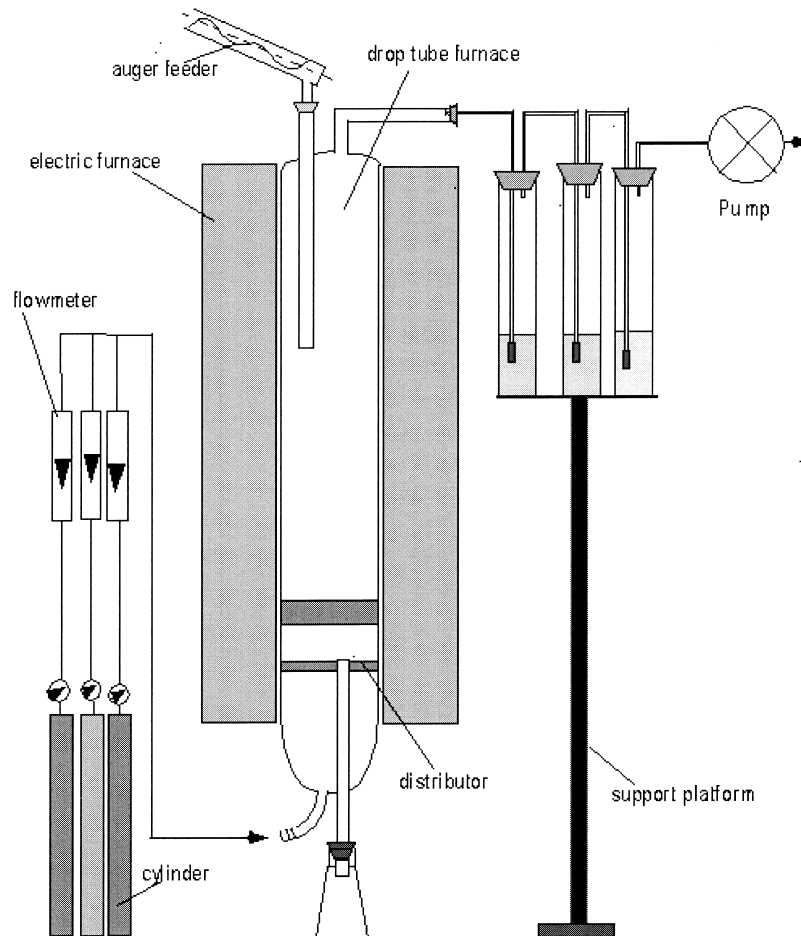 auger feeder
drop tube furnace
electric furnace
Pump
flowmeter
distributor
support platform
cylinder